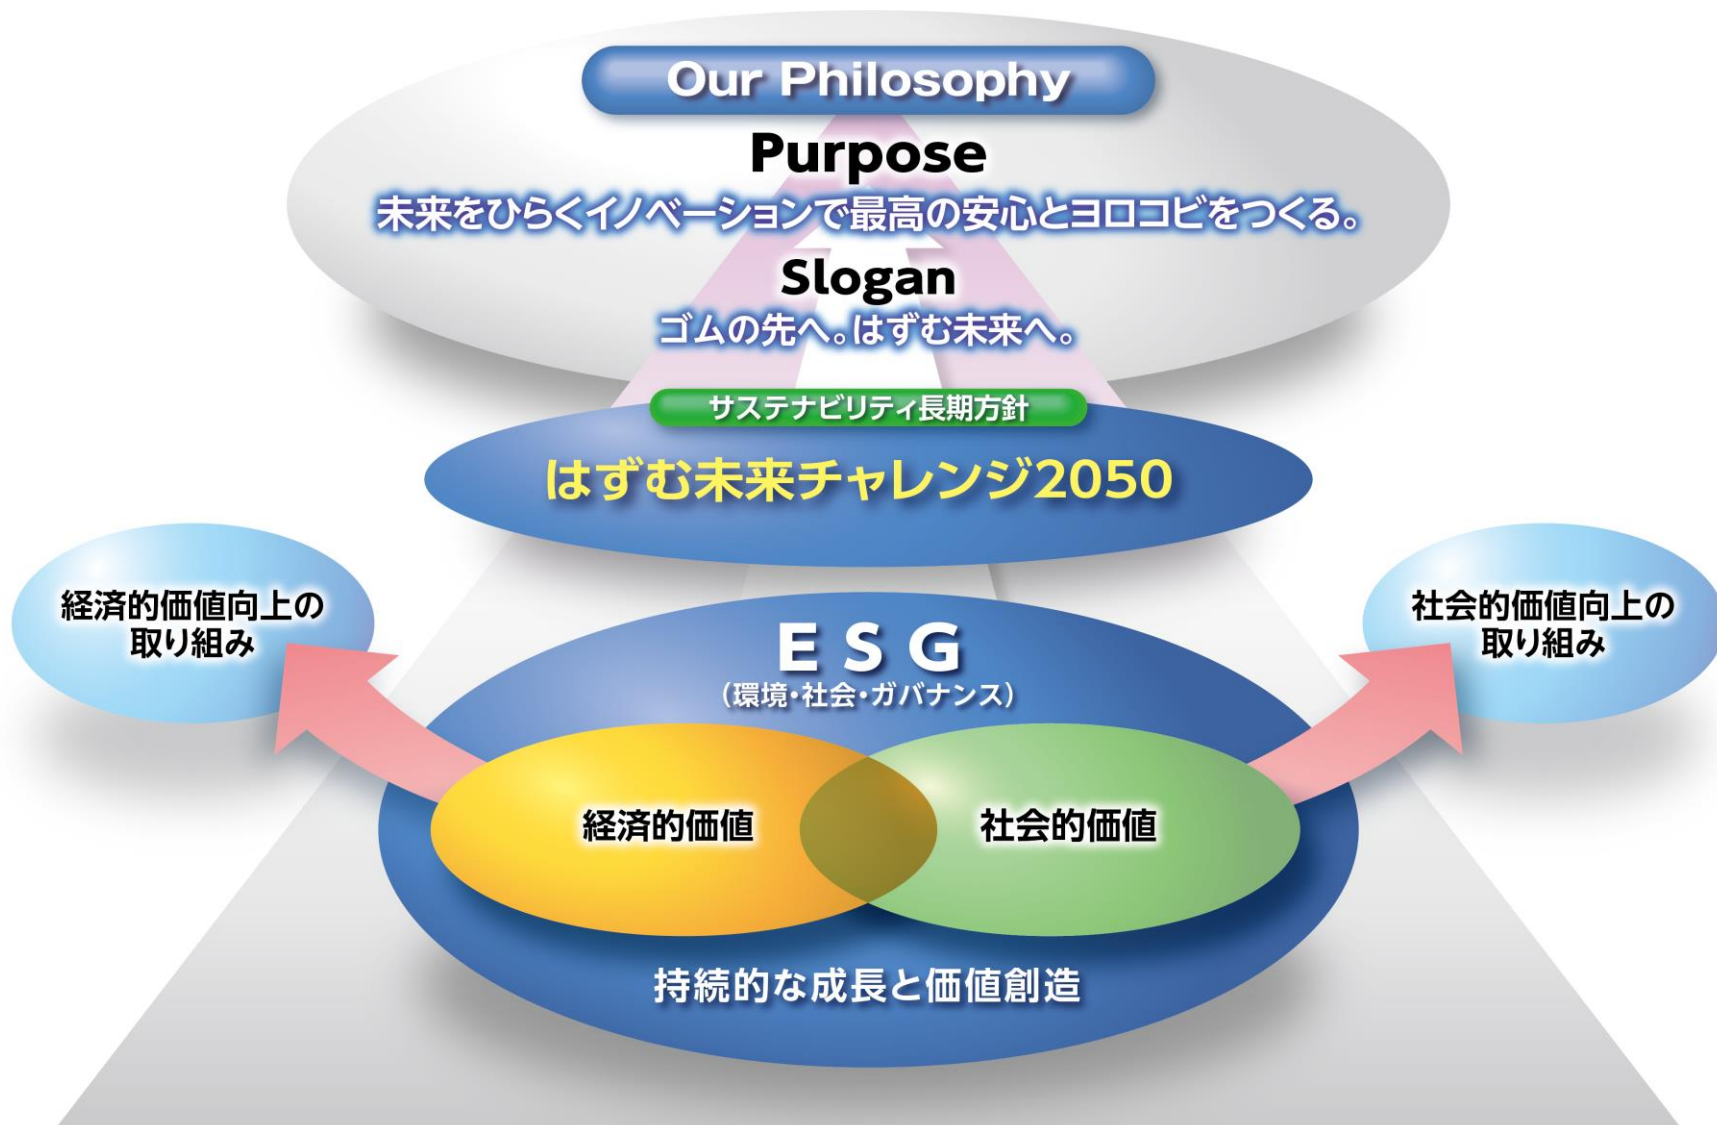 Our Philosophy
Purpose
未来をひらくイノベーションで最高の安心とヨロコビをつくる。
Slogan
ゴムの先へ。はずむ未来へ。
サステナビリティ長期方針
はずむ未来チャレンジ2050
経済的価値向上の
取り組み
社会的価値向上の
取り組み
ESG
（環境・社会・ガバナンス）
経済的価値
社会的価値
持続的な成長と価値創造